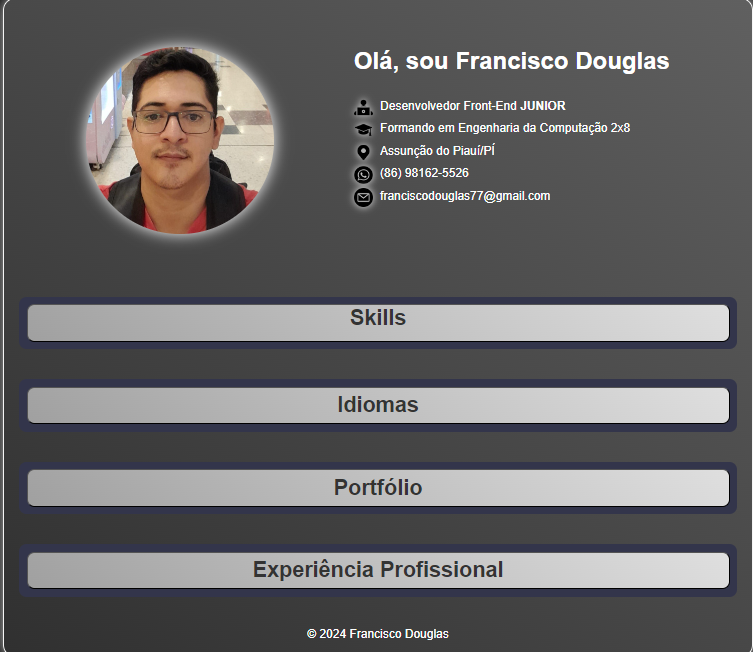 Olá, sou Francisco Douglas
Desenvolvedor Front-End JUNIOR
Formando em Engenharia da Computação 2x8
Assunção do Piauí/PÍ
(86) 98162-5526
franciscodouglas77@gmail.com
Skills
Idiomas
Portfólio
Experiência Profissional
© 2024 Francisco Douglas